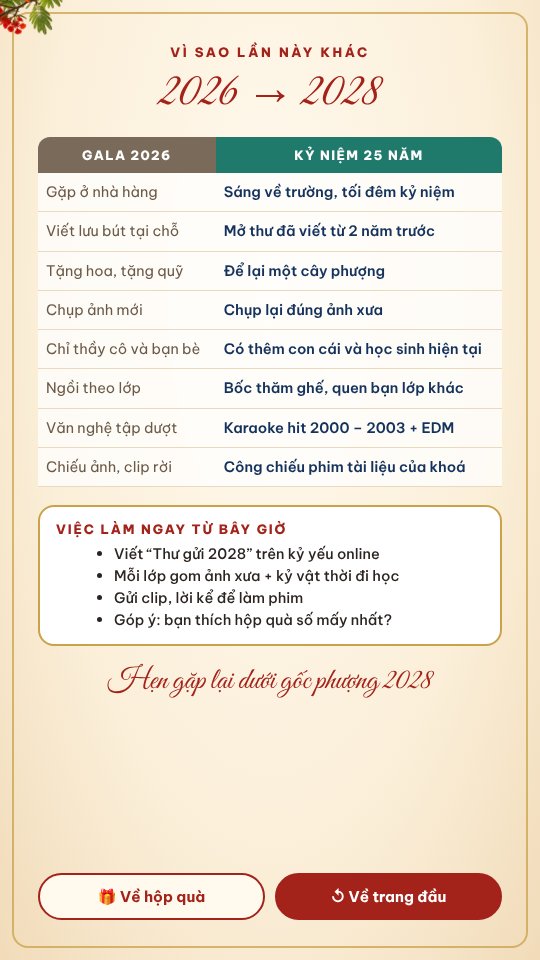 VÌ SAO LẦN NÀY KHÁC
2026 → 2028
GALA 2026 KỶ NIỆM 25 NĂM
Gặp ở nhà hàng Sáng về trường, tối đêm kỷ niệm
Viết lưu bút tại chỗ Mở thư đã viết từ 2 năm trước
Tặng hoa, tặng quỹ Để lại một cây phượng
Chụp ảnh mới Chụp lại đúng ảnh xưa
Chỉ thầy cô và bạn bè Có thêm con cái và học sinh hiện tại
Ngồi theo lớp Bốc thăm ghế, quen bạn lớp khác
Văn nghệ tập dượt Karaoke hit 2000 – 2003 + EDM
Chiếu ảnh, clip rời Công chiếu phim tài liệu của khoá
VIỆC LÀM NGAY TỪ BÂY GIỜ
• Viết “Thư gửi 2028” trên kỷ yếu online
• Mỗi lớp gom ảnh xưa + kỷ vật thời đi học
• Gửi clip, lời kể để làm phim
• Góp ý: bạn thích hộp quà số mấy nhất?
Hẹn gặp lại dưới gốc phượng 2028
🎁 Về hộp quà ↺ Về trang đầu